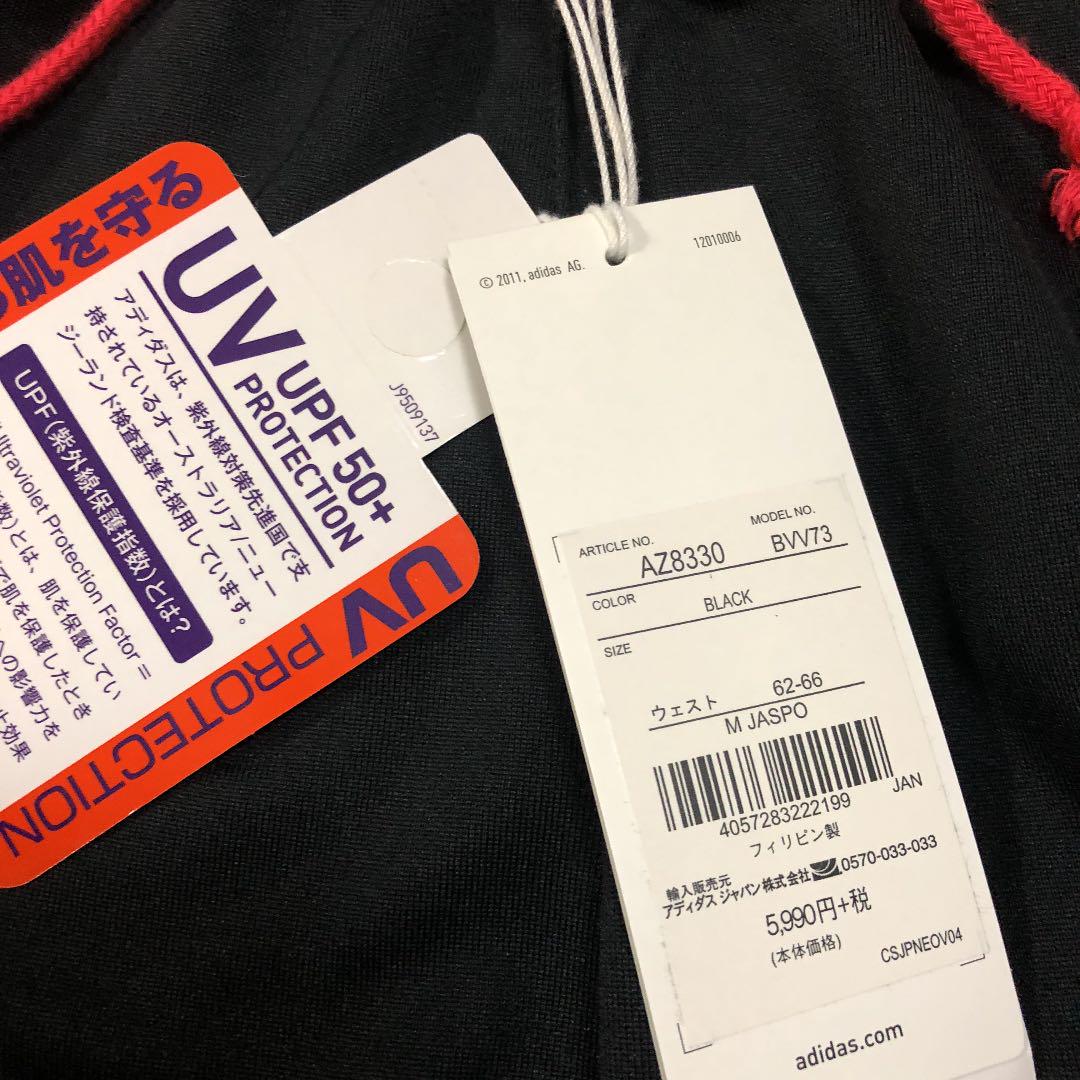 肌を守る
UV UPF 50+
PROTECTION
アディダスは、紫外線対策先進国で支
持されているオーストラリア/ニュー
ジーランド検査基準を採用しています。
UPF(紫外線保護指数)とは?
Ultraviolet Protection Factor =
数)とは、肌を保護してい
で肌を保護したとき
への影響力を
効果
UV PROTECTION
J9509137
© 2011, adidas AG.
12010006
ARTICLE NO.
MODEL NO.
AZ8330
BVV73
COLOR
BLACK
SIZE
ウェスト 62-66
M JASPO
4057283222199
JAN
フィリピン製
輸入販売元
アディダス ジャパン株式会社 0570-033-033
5,990円+税
(本体価格)
CSJPNEOV04
adidas.com